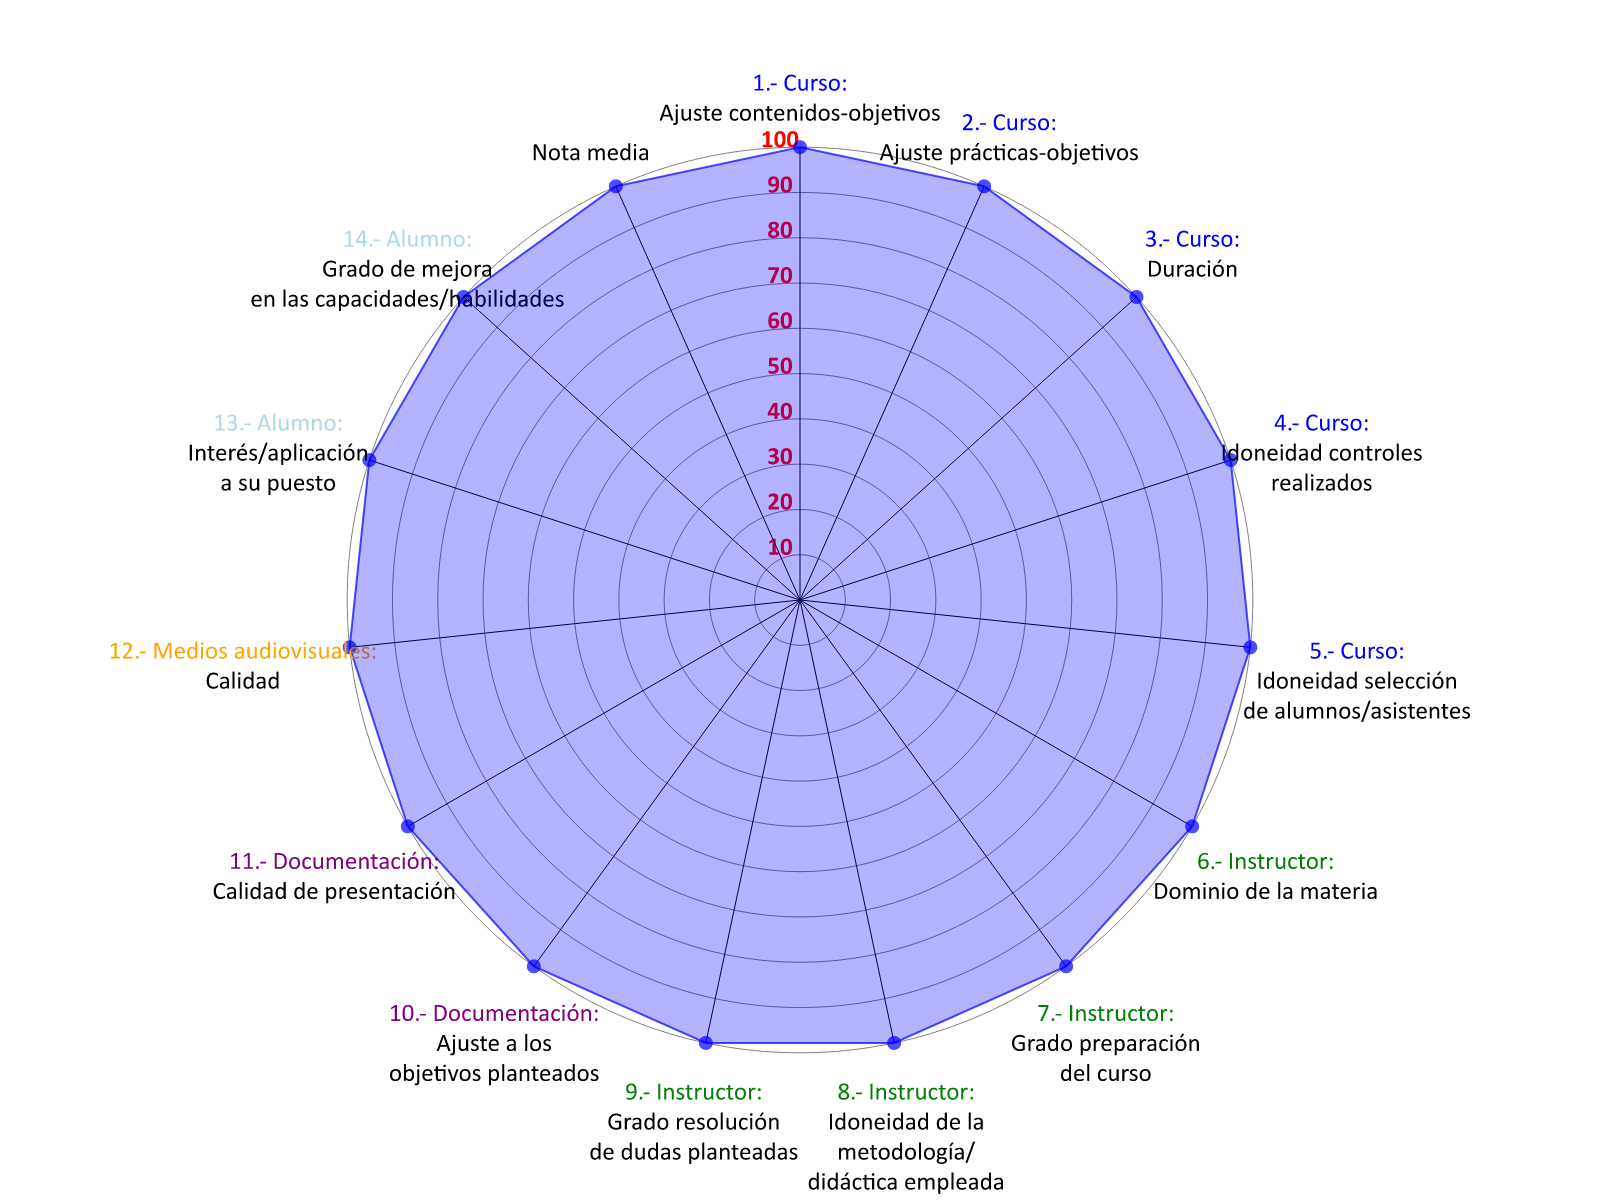 1.- Curso:
Ajuste contenidos-objetivos
2.- Curso:
Ajuste prácticas-objetivos
3.- Curso:
Duración
4.- Curso:
Idoneidad controles
realizados
5.- Curso:
Idoneidad selección
de alumnos/asistentes
6.- Instructor:
Dominio de la materia
7.- Instructor:
Grado preparación
del curso
8.- Instructor:
Idoneidad de la
metodología/
didáctica empleada
9.- Instructor:
Grado resolución
de dudas planteadas
10.- Documentación:
Ajuste a los
objetivos planteados
11.- Documentación:
Calidad de presentación
12.- Medios audiovisuales:
Calidad
13.- Alumno:
Interés/aplicación
a su puesto
14.- Alumno:
Grado de mejora
en las capacidades/habilidades
Nota media
100
90
80
70
60
50
40
30
20
10